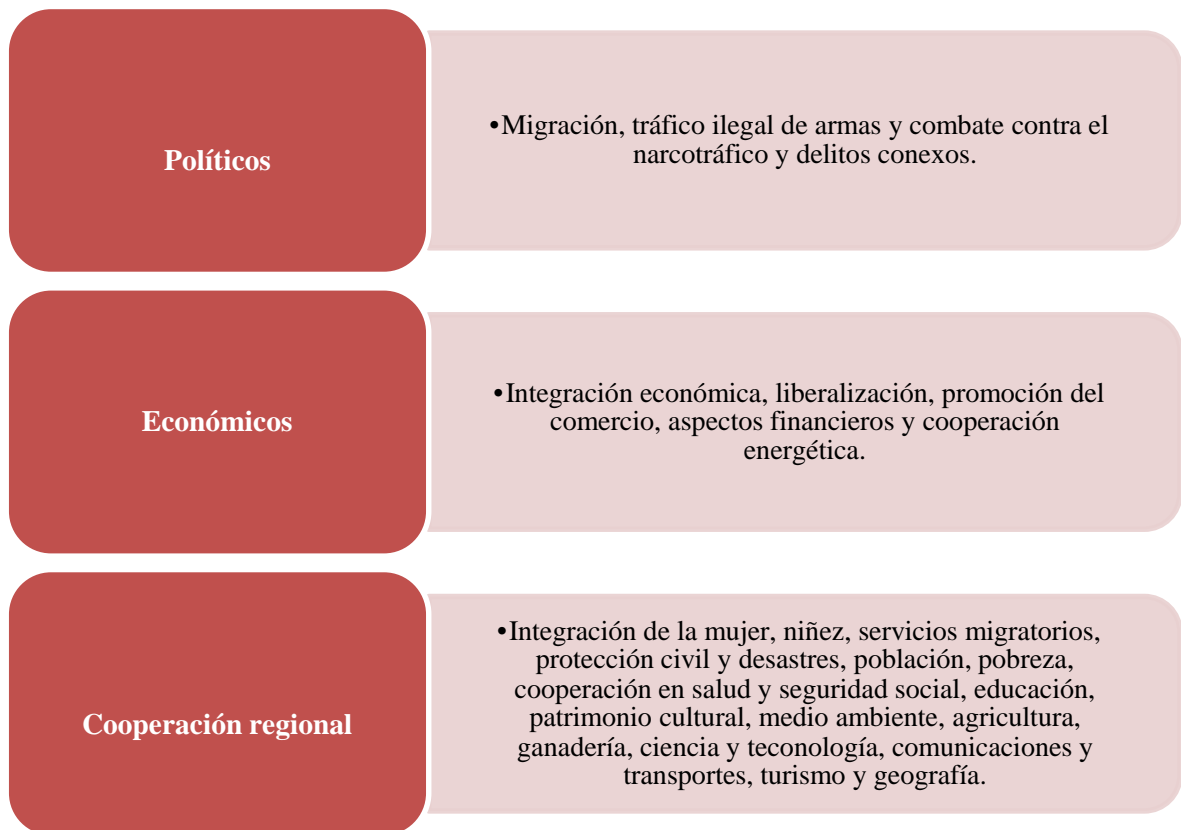 Políticos
•Migración, tráfico ilegal de armas y combate contra el
narcotráfico y delitos conexos.
Económicos
•Integración económica, liberalización, promoción del
comercio, aspectos financieros y cooperación
energética.
Cooperación regional
•Integración de la mujer, niñez, servicios migratorios,
protección civil y desastres, población, pobreza,
cooperación en salud y seguridad social, educación,
patrimonio cultural, medio ambiente, agricultura,
ganadería, ciencia y teconología, comunicaciones y
transportes, turismo y geografía.